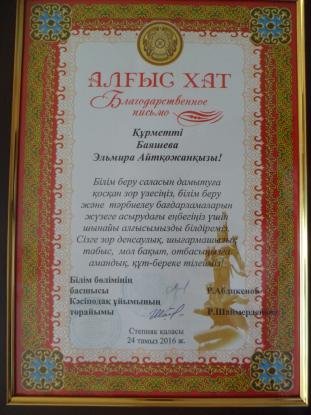 АЛҒЫС ХАТ
Благодарственное
письмо
Құрметті
Баяшева
Эльмира Айтқожанқызы!
Білім беру саласын дамытуға
қосқан зор үлесіңіз, білім беру
және тәрбиелеу бағдарламаларын
жүзеге асырудағы еңбегіңіз үшін
шынайы алғысымызды білдіреміз.
Сізге зор денсаулық, шығармашылық
табыс, мол бақыт, отбасыңызға
амандық, құт-береке тілейміз!
Білім бөлімінің
басшысы Р.Абдикенов
Кәсіподақ ұйымының
төрайымы Р.Шаймерденова
Степняк қаласы
24 тамыз 2016 ж.